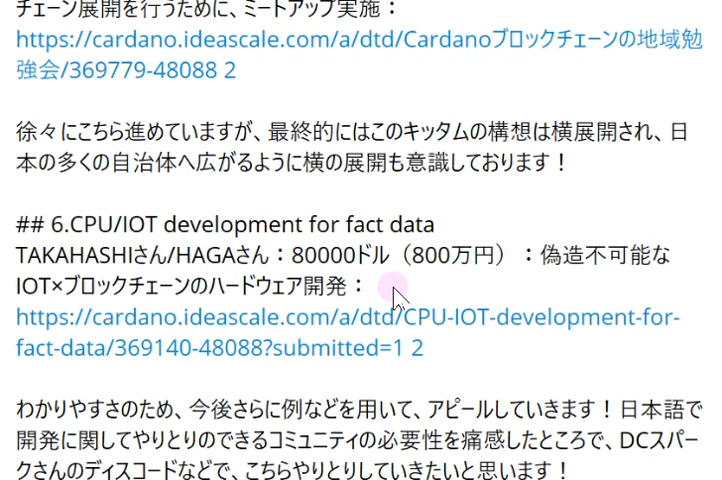 チェーン展開を行うために、ミートアップ実施：
https://cardano.ideascale.com/a/dtd/Cardanoブロックチェーンの地域勉
強会/369779-48088 2
徐々にこちら進めていますが、最終的にはこのキッタムの構想は横展開され、日
本の多くの自治体へ広がるように横の展開も意識しております！
## 6.CPU/IOT development for fact data
TAKAHASHIさん/HAGAさん：80000ドル（800万円）：偽造不可能な
IOT×ブロックチェーンのハードウェア開発：
https://cardano.ideascale.com/a/dtd/CPU-IOT-development-for-
fact-data/369140-48088?submitted=1 2
わかりやすさのため、今後さらに例などを用いて、アピールしていきます！日本語で
開発に関してやりとりのできるコミュニティの必要性を痛感したところで、DCスパー
クさんのディスコードなどで、こちらやりとりしていきたいと思います！